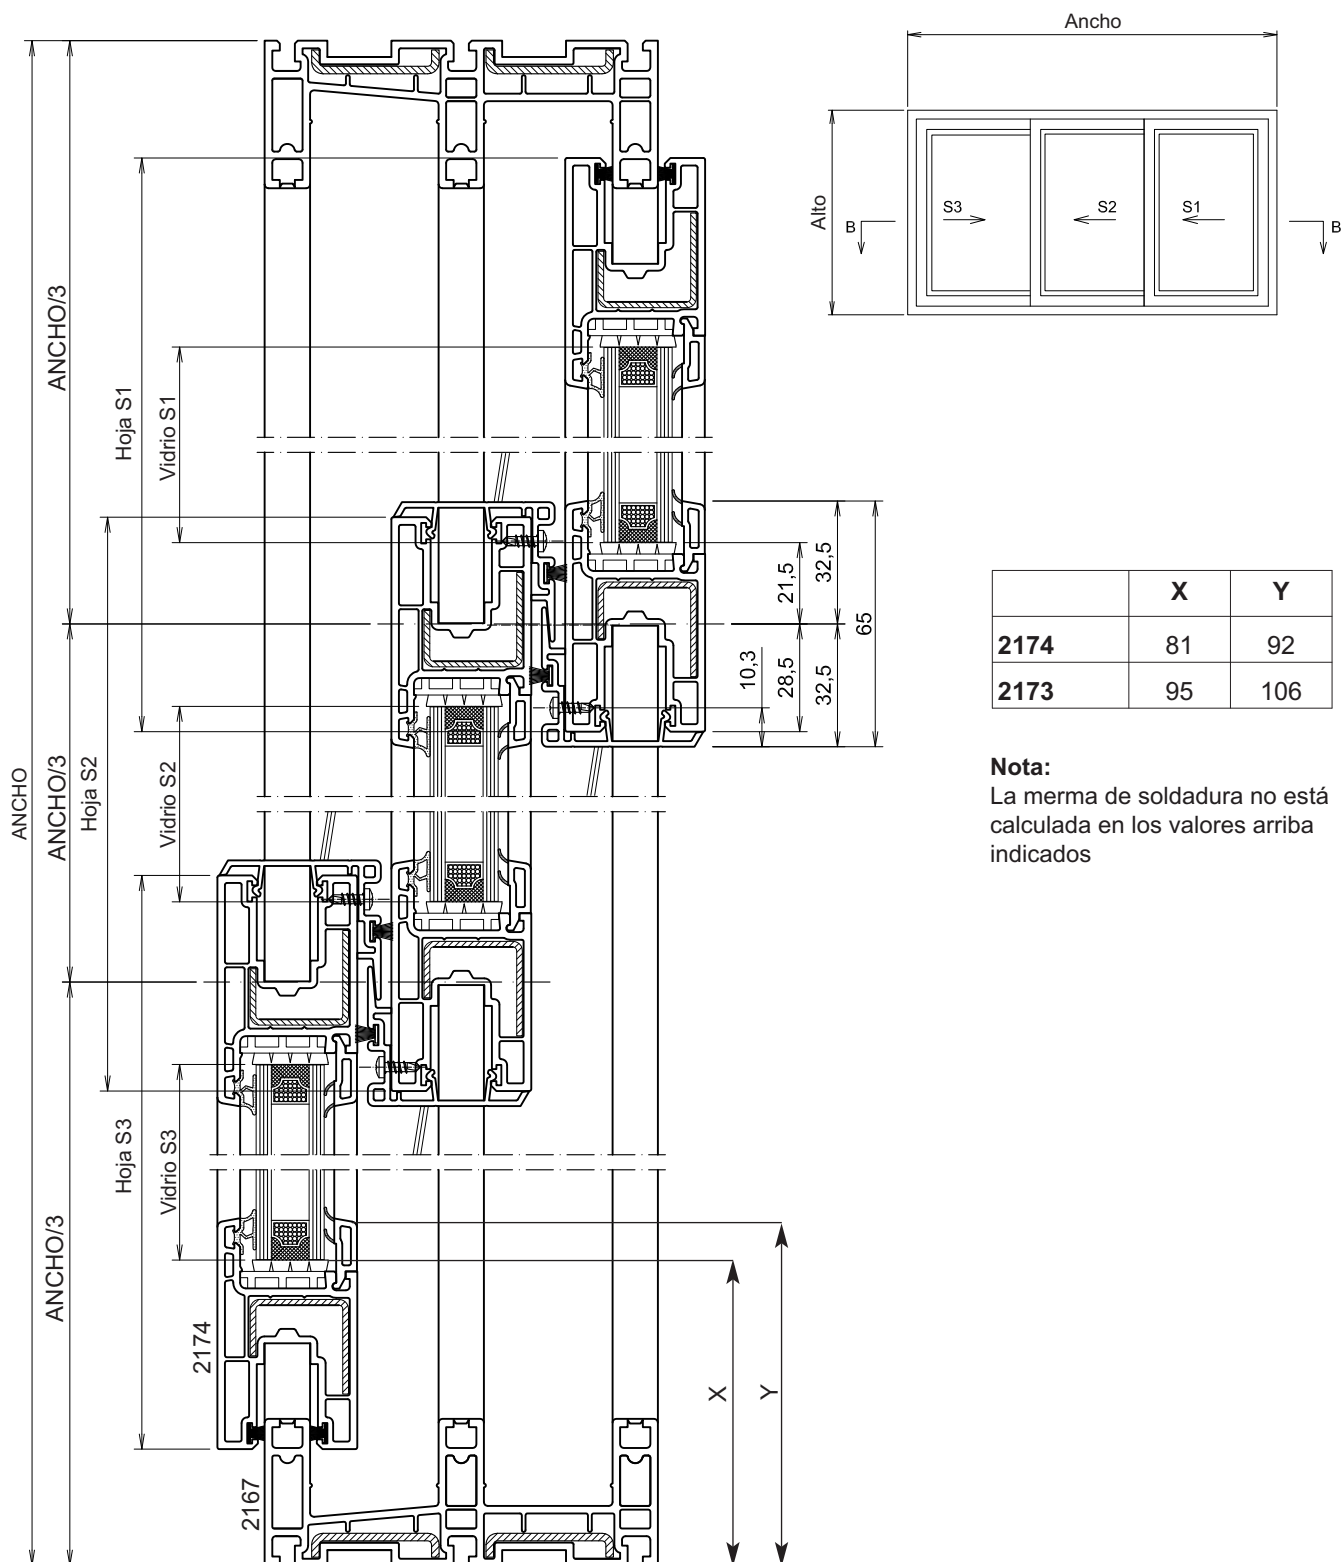 Ancho
Alto
S3
S2
S1
B
B
ANCHO
ANCHO/3
ANCHO/3
ANCHO/3
Hoja S1
Vidrio S1
Hoja S2
Vidrio S2
Hoja S3
Vidrio S3
21,5
32,5
65
10,3
28,5
32,5
X
Y
2174
2167
X Y
2174 81 92
2173 95 106
Nota:
La merma de soldadura no está
calculada en los valores arriba
indicados